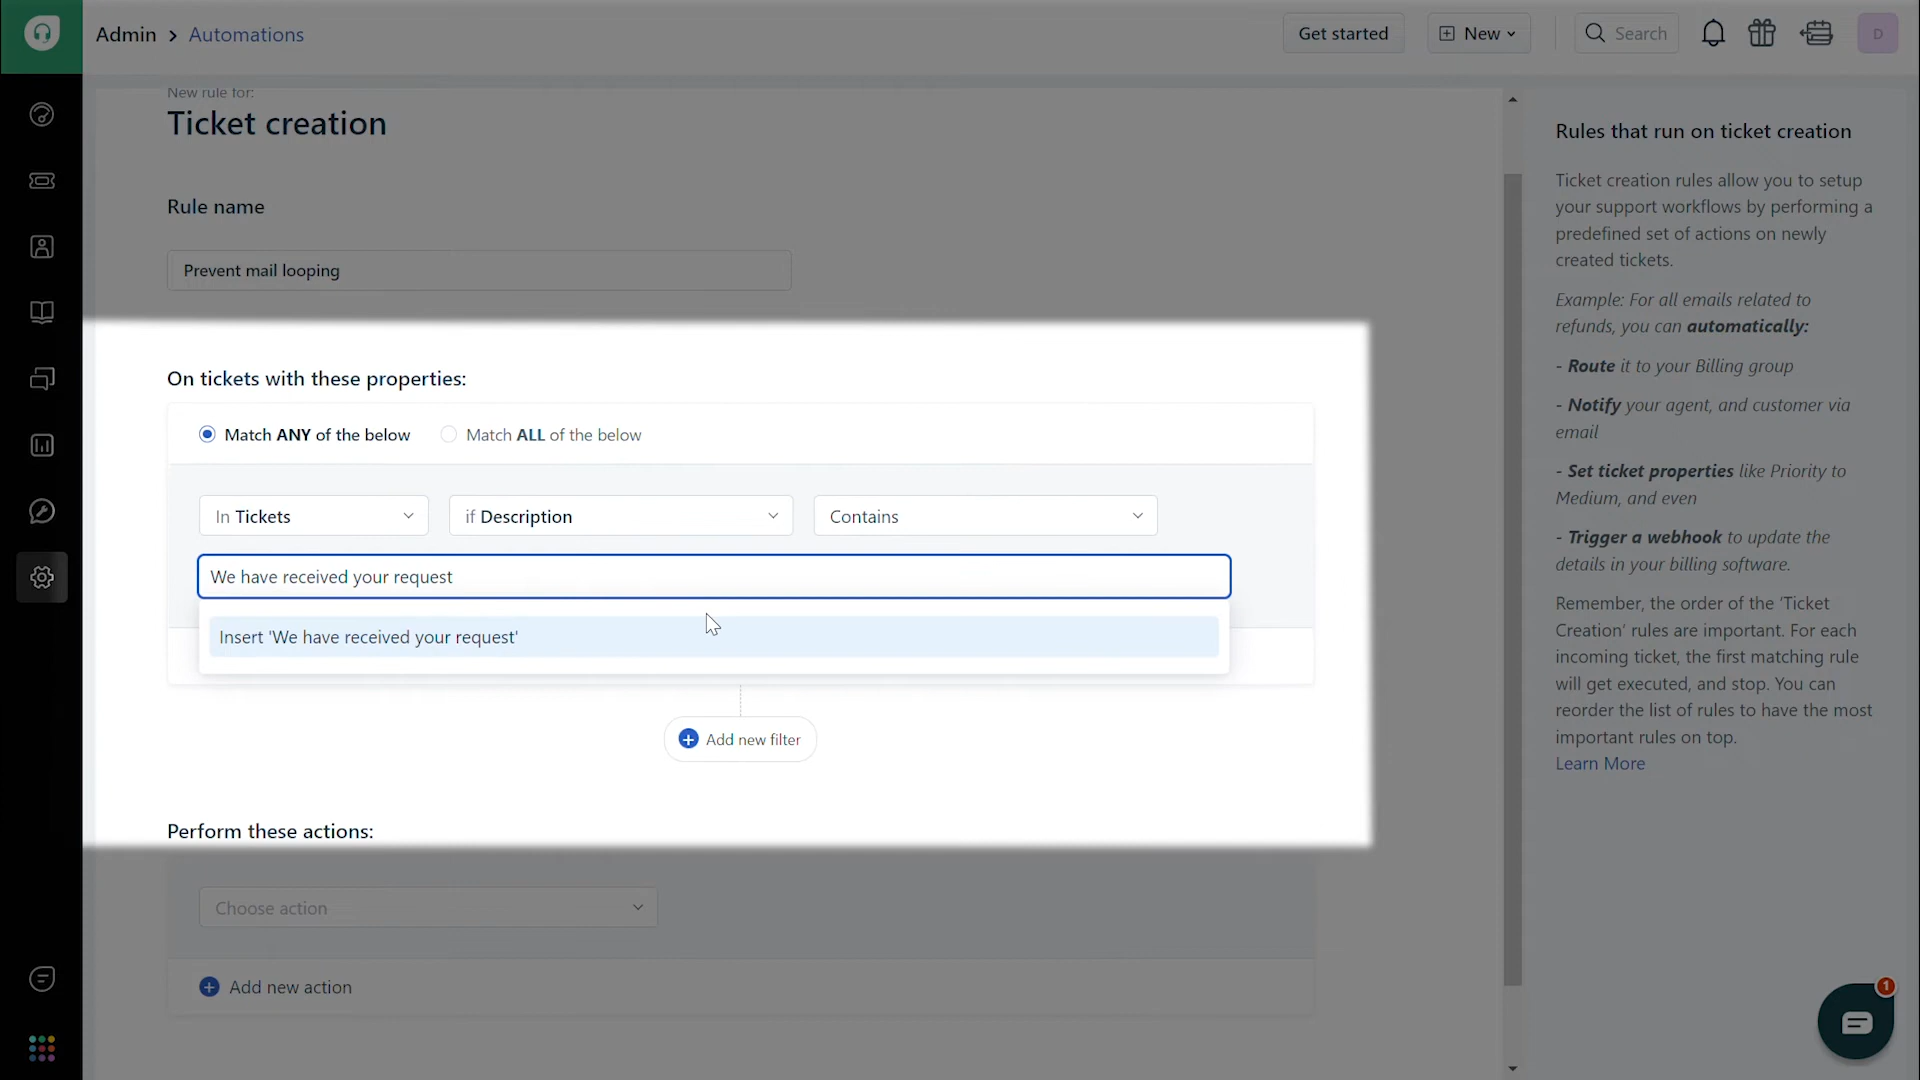 Admin > Automations
Get started
New
Search
D
New rule for:
Ticket creation
Rule name
Prevent mail looping
On tickets with these properties:
Match ANY of the below
Match ALL of the below
In Tickets
if Description
Contains
We have received your request
Insert 'We have received your request'
Add new filter
Perform these actions:
Choose action
Add new action
Rules that run on ticket creation
Ticket creation rules allow you to setup
your support workflows by performing a
predefined set of actions on newly
created tickets.
Example: For all emails related to
refunds, you can automatically:
- Route it to your Billing group
- Notify your agent, and customer via
email
- Set ticket properties like Priority to
Medium, and even
- Trigger a webhook to update the
details in your billing software.
Remember, the order of the 'Ticket
Creation' rules are important. For each
incoming ticket, the first matching rule
will get executed, and stop. You can
reorder the list of rules to have the most
important rules on top.
Learn More
1